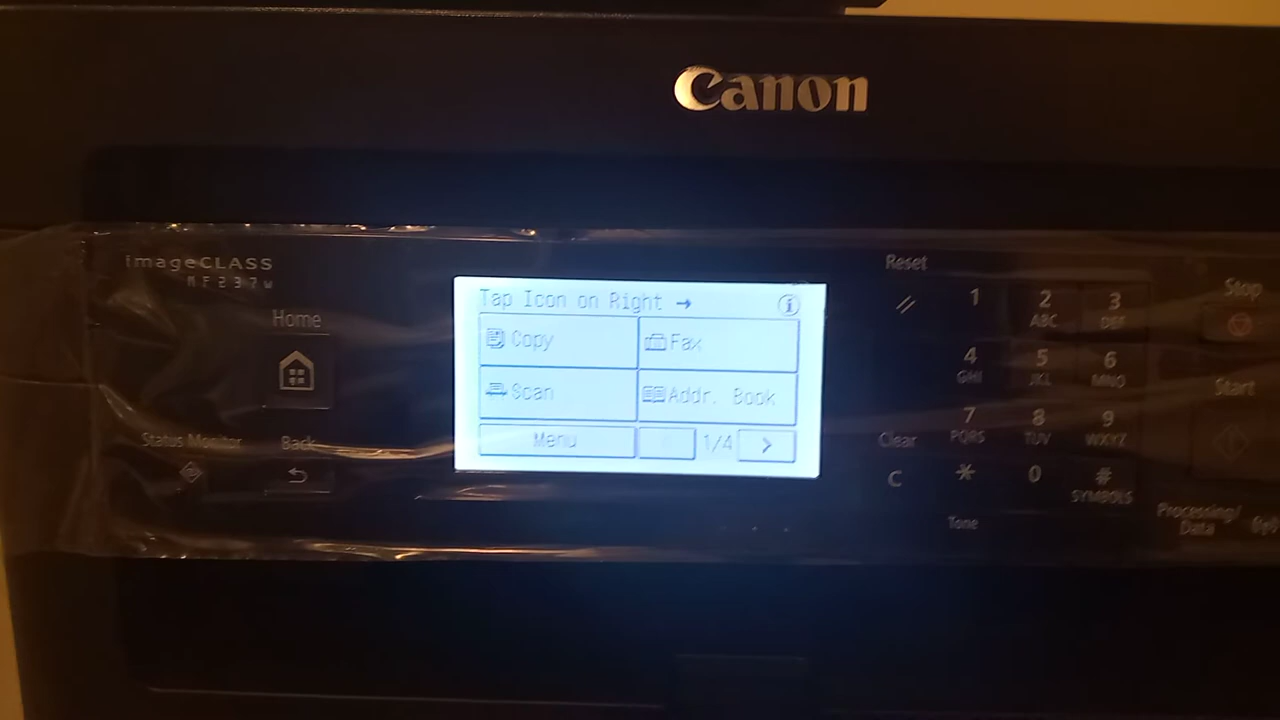 Canon
imageCLASS
MF237w
Home
Status Monitor
Back
Tap Icon on Right →
Copy
Fax
Scan
Addr. Book
Menu
1/4 >
Reset
1
2 ABC
3 DEF
4 GHI
5 JKL
6 MNO
7 PQRS
8 TUV
9 WXYZ
Clear
C
*
0
#
SYMBOLS
Tone
Stop
Start
Processing/
Data